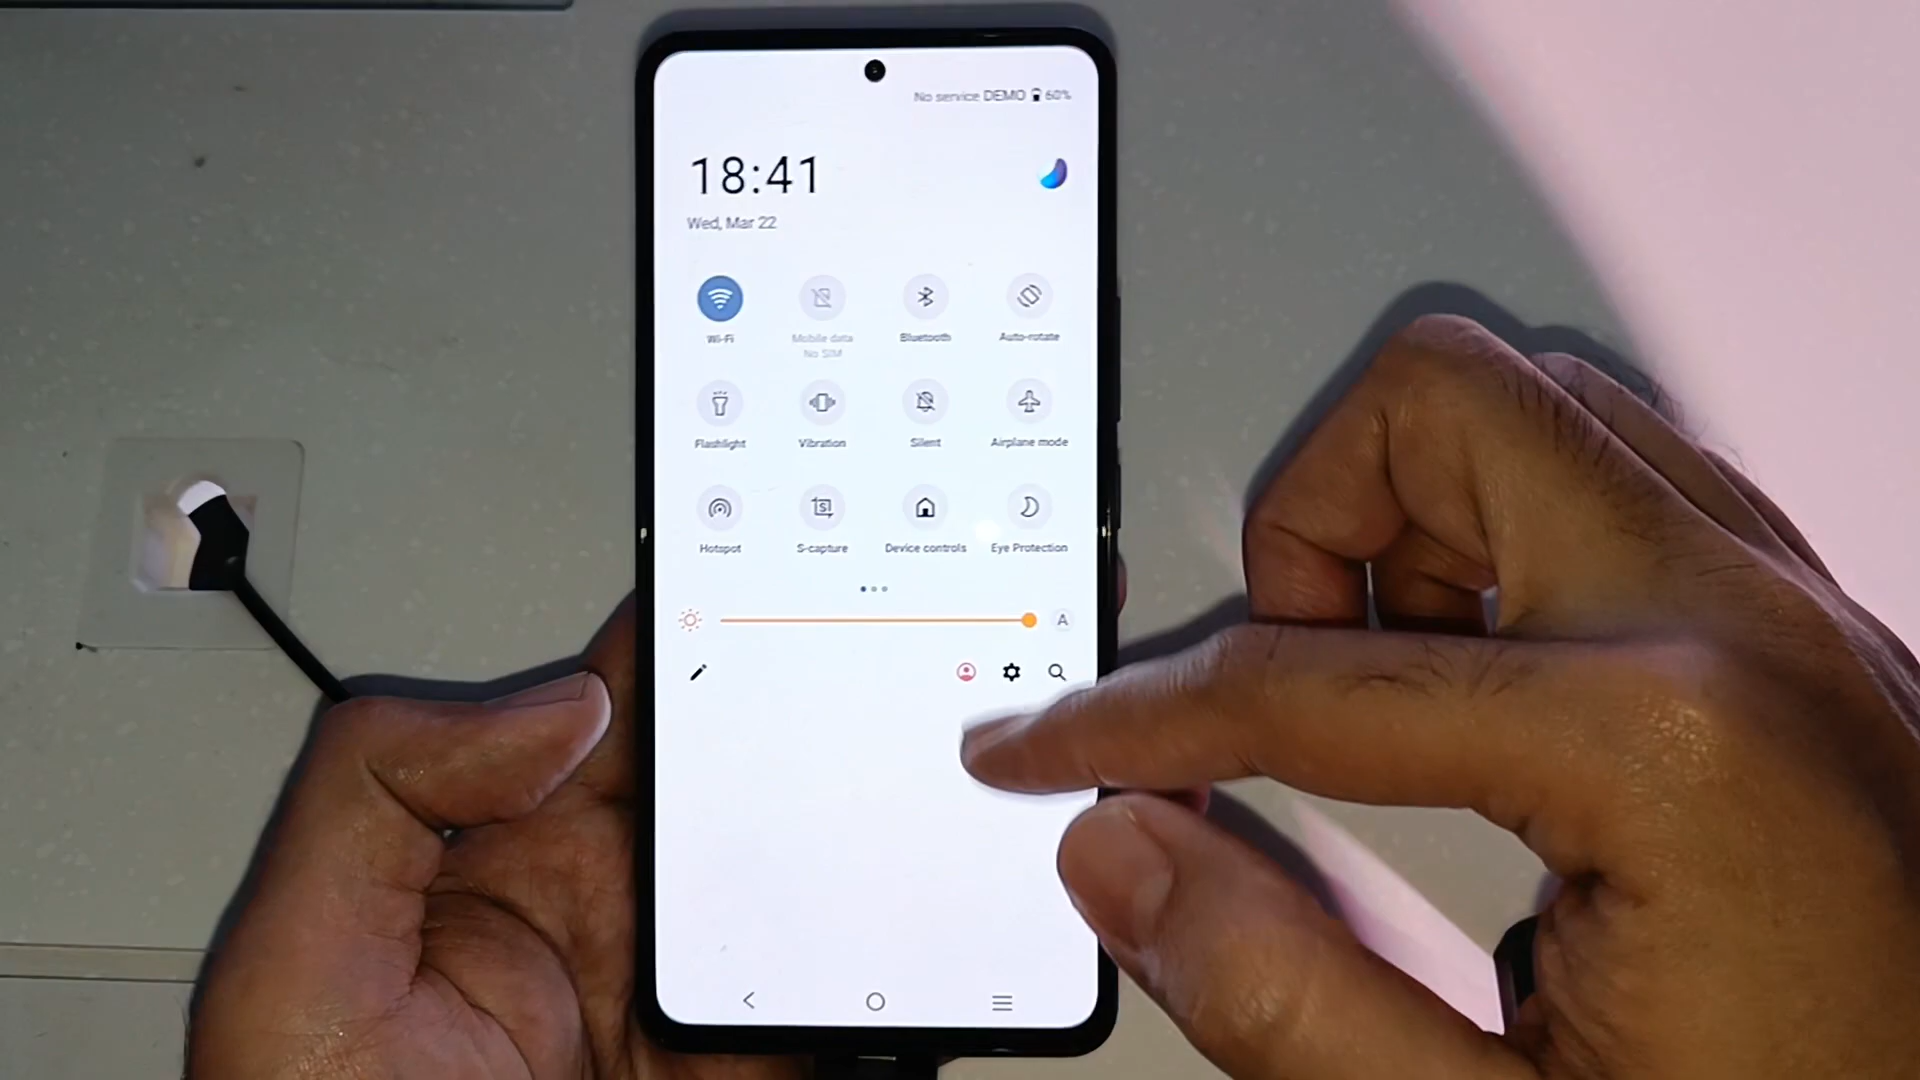 No service DEMO 60%
18:41
Wed, Mar 22
Wi-Fi
Mobile data
No SIM
Bluetooth
Auto-rotate
Flashlight
Vibration
Silent
Airplane mode
Hotspot
S-capture
Device controls
Eye Protection
A